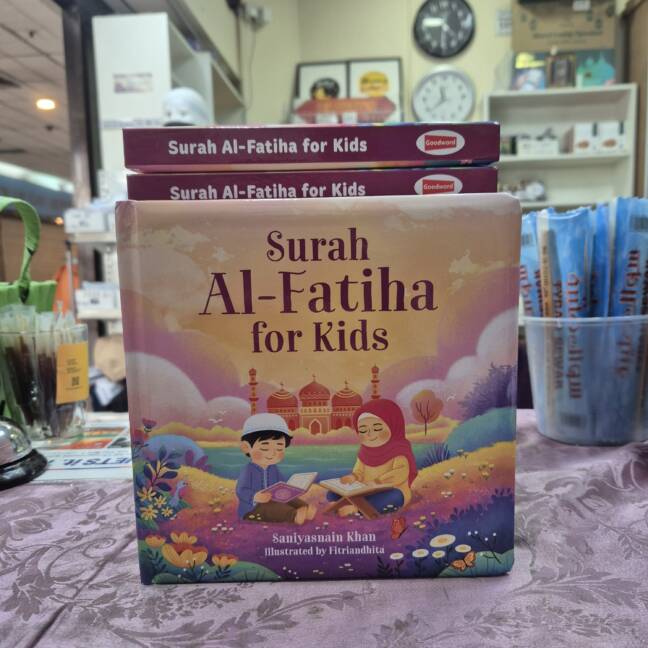 Surah Al-Fatiha for Kids
Goodword
Surah Al-Fatiha for Kids
Goodword
Surah
Al-Fatiha
for Kids
Saniyasnain Khan
Illustrated by Fitriandhita